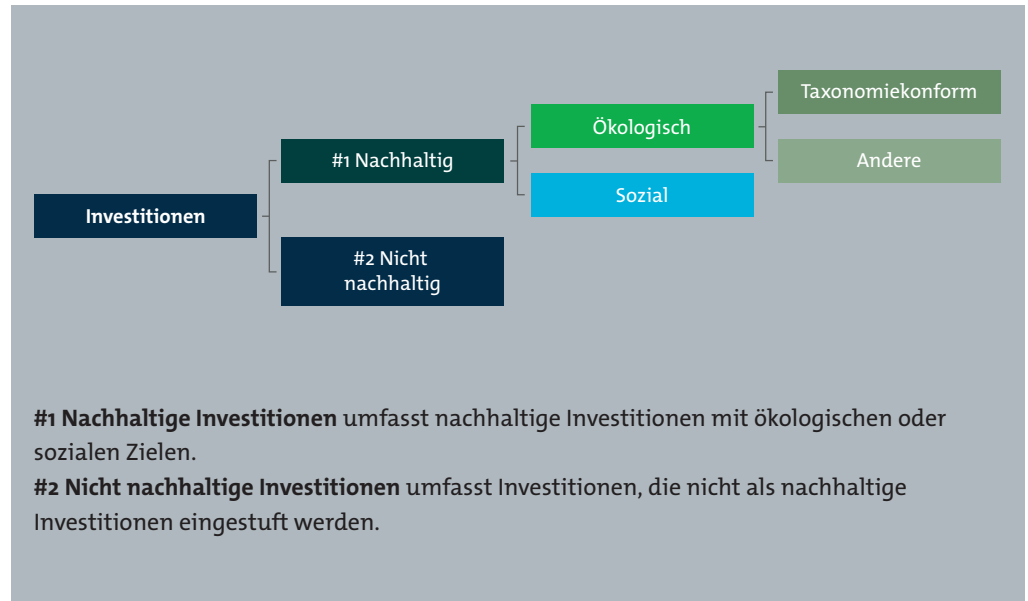 Taxonomiekonform
Ökologisch
#1 Nachhaltig
Andere
Sozial
Investitionen
#2 Nicht
nachhaltig
#1 Nachhaltige Investitionen umfasst nachhaltige Investitionen mit ökologischen oder
sozialen Zielen.
#2 Nicht nachhaltige Investitionen umfasst Investitionen, die nicht als nachhaltige
Investitionen eingestuft werden.